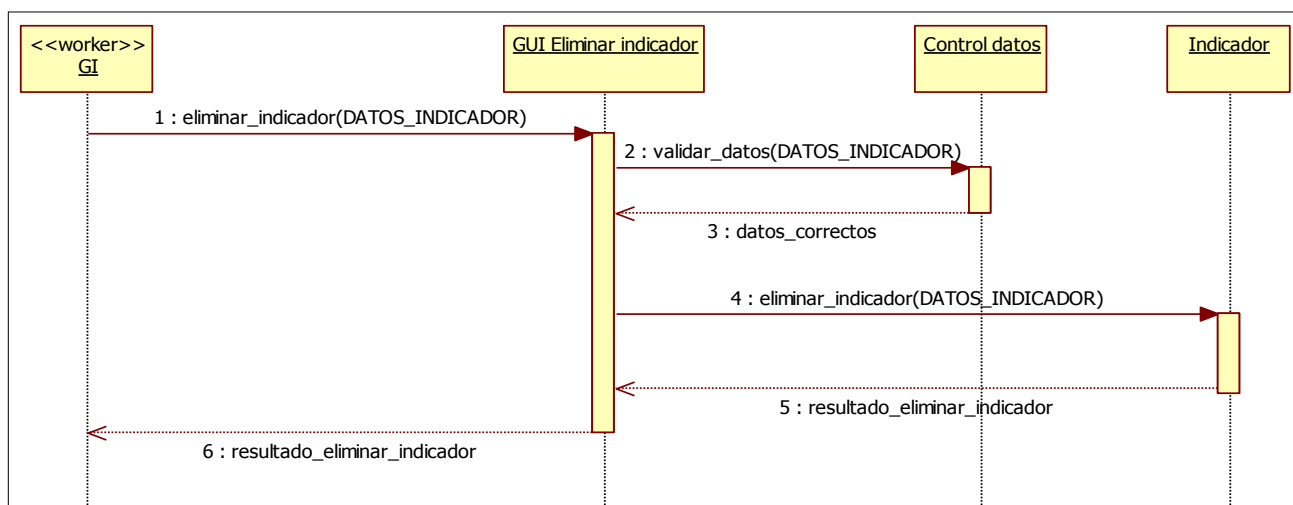 <<worker>>
GI
GUI Eliminar indicador
Control datos
Indicador
1 : eliminar_indicador(DATOS_INDICADOR)
2 : validar_datos(DATOS_INDICADOR)
3 : datos_correctos
4 : eliminar_indicador(DATOS_INDICADOR)
5 : resultado_eliminar_indicador
6 : resultado_eliminar_indicador